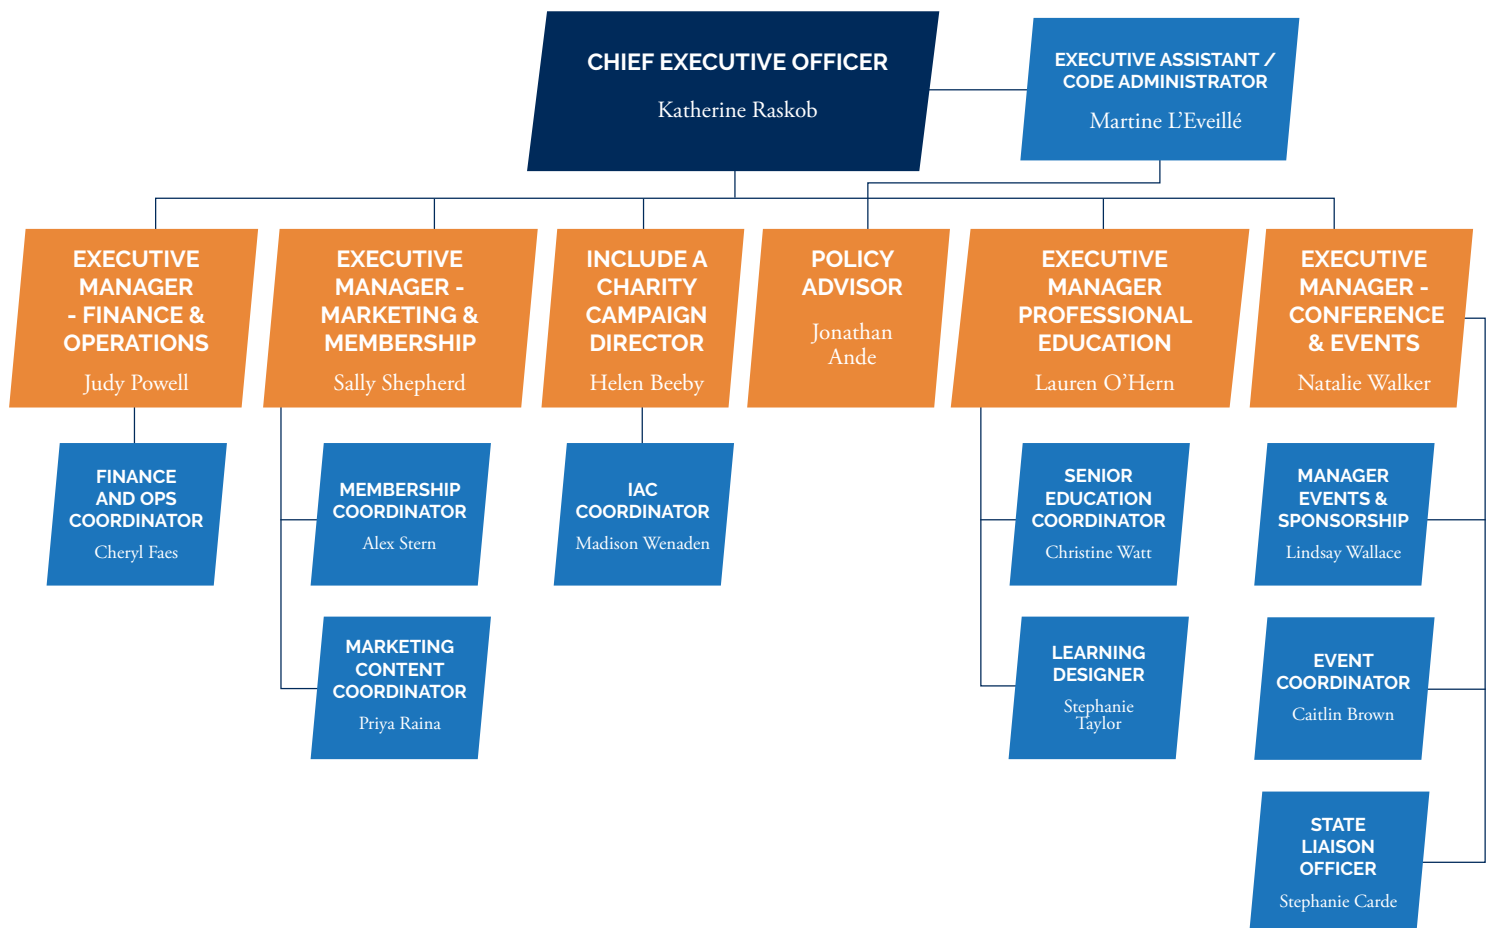 CHIEF EXECUTIVE OFFICER
Katherine Raskob
EXECUTIVE ASSISTANT /
CODE ADMINISTRATOR
Martine L’Eveillé
EXECUTIVE
MANAGER
- FINANCE &
OPERATIONS
Judy Powell
EXECUTIVE
MANAGER -
MARKETING &
MEMBERSHIP
Sally Shepherd
INCLUDE A
CHARITY
CAMPAIGN
DIRECTOR
Helen Beeby
POLICY
ADVISOR
Jonathan
Ande
EXECUTIVE
MANAGER
PROFESSIONAL
EDUCATION
Lauren O’Hern
EXECUTIVE
MANAGER -
CONFERENCE
& EVENTS
Natalie Walker
FINANCE
AND OPS
COORDINATOR
Cheryl Faes
MEMBERSHIP
COORDINATOR
Alex Stern
IAC
COORDINATOR
Madison Wenaden
SENIOR
EDUCATION
COORDINATOR
Christine Watt
MANAGER
EVENTS &
SPONSORSHIP
Lindsay Wallace
MARKETING
CONTENT
COORDINATOR
Priya Raina
LEARNING
DESIGNER
Stephanie
Taylor
EVENT
COORDINATOR
Caitlin Brown
STATE
LIAISON
OFFICER
Stephanie Carde